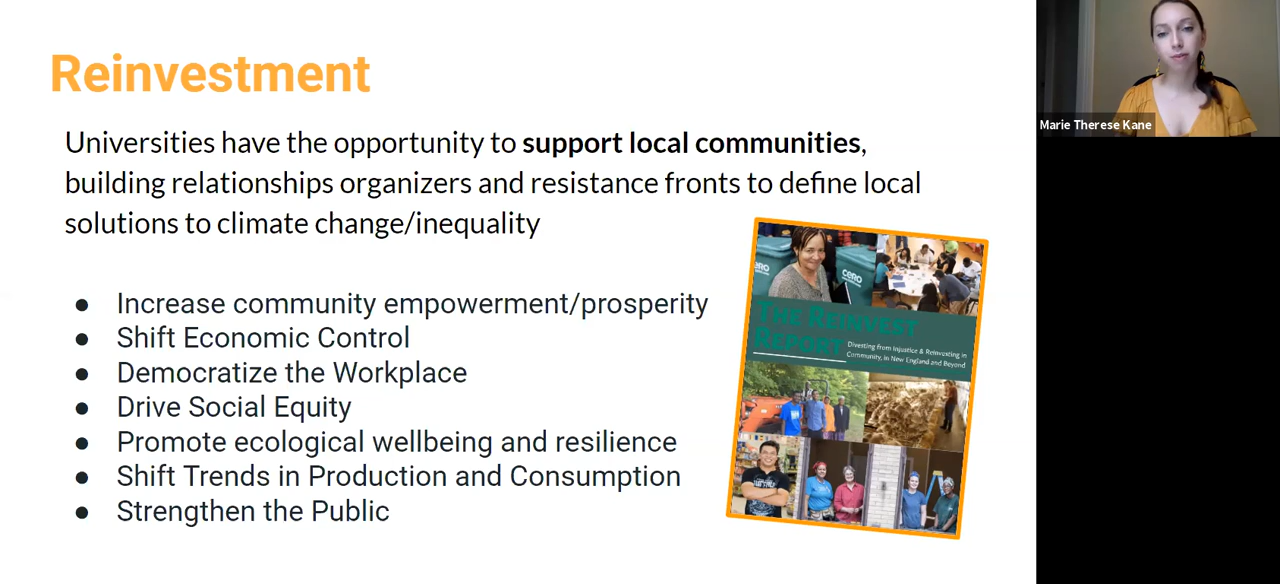 Reinvestment
Universities have the opportunity to support local communities,
building relationships organizers and resistance fronts to define local
solutions to climate change/inequality
● Increase community empowerment/prosperity
● Shift Economic Control
● Democratize the Workplace
● Drive Social Equity
● Promote ecological wellbeing and resilience
● Shift Trends in Production and Consumption
● Strengthen the Public
CERO
CERO
THE REINVEST
REPORT
Divesting from Injustice & Reinvesting in
Community, in New England and Beyond
Marie Therese Kane